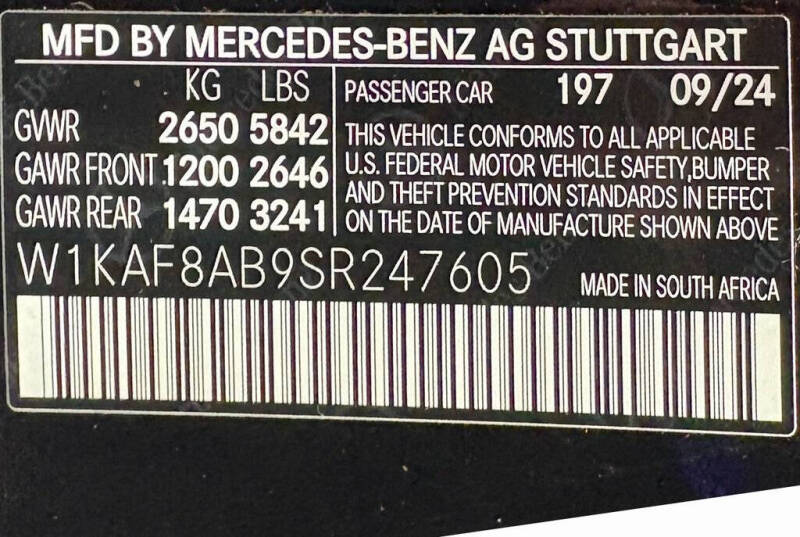 MFD BY MERCEDES-BENZ AG STUTTGART
KG LBS
GVWR 2650 5842
GAWR FRONT 1200 2646
GAWR REAR 1470 3241
PASSENGER CAR 197 09/24
THIS VEHICLE CONFORMS TO ALL APPLICABLE
U.S. FEDERAL MOTOR VEHICLE SAFETY,BUMPER
AND THEFT PREVENTION STANDARDS IN EFFECT
ON THE DATE OF MANUFACTURE SHOWN ABOVE
W1KAF8AB9SR247605
MADE IN SOUTH AFRICA